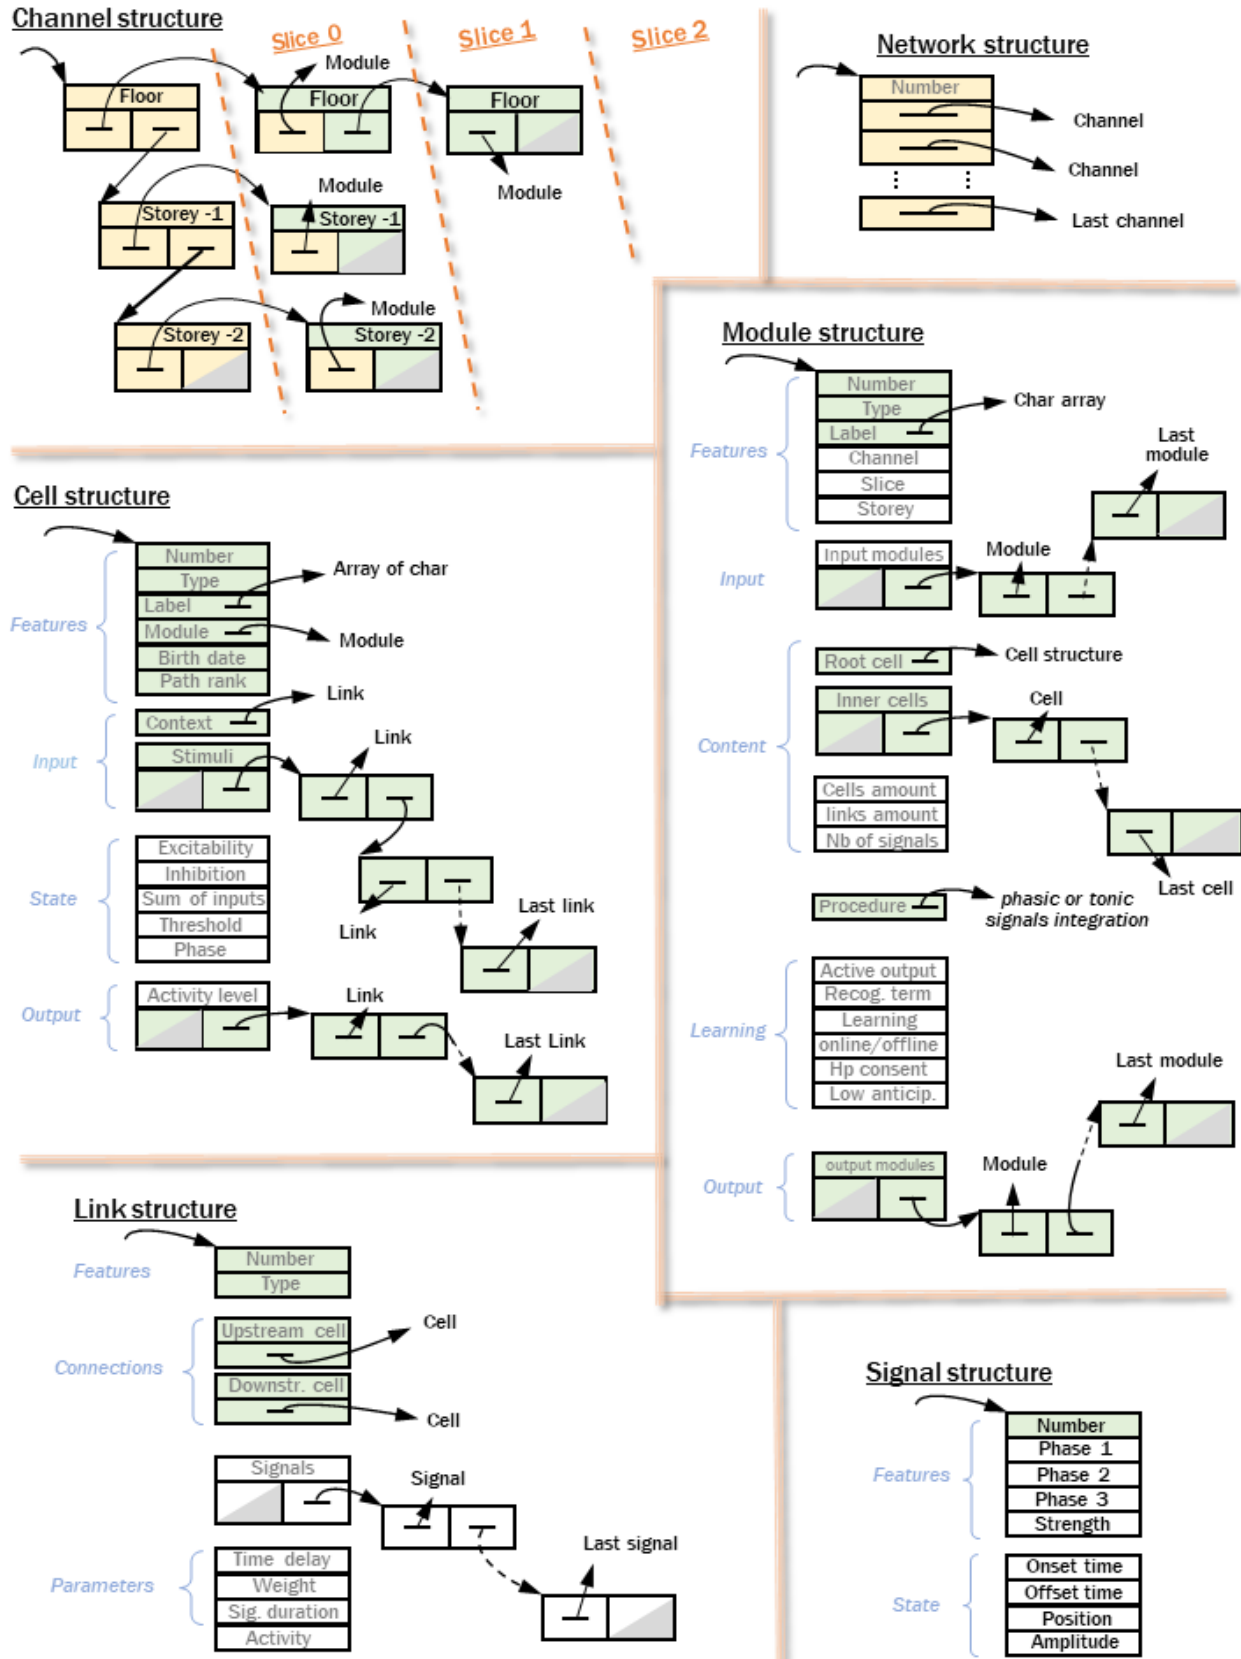 Channel structure
Slice 0
Slice 1
Slice 2
Module
Floor
Floor
Floor
Module
Module
Storey -1
Storey -1
Module
Storey -2
Storey -2
Network structure
Number
Channel
Channel
Last channel
Module structure
Number
Type
Label
Channel
Slice
Storey
Features
Char array
Last
module
Input modules
Input
Module
Root cell
Cell structure
Inner cells
Cell
Content
Cells amount
links amount
Nb of signals
Last cell
Procedure
phasic or tonic
signals integration
Active output
Recog. term
Learning
online/offline
Hp consent
Low anticip.
Learning
Last module
output modules
Output
Module
Cell structure
Number
Type
Label
Module
Birth date
Path rank
Features
Array of char
Module
Link
Context
Stimuli
Input
Link
Excitability
Inhibition
Sum of inputs
Threshold
Phase
State
Link
Last link
Activity level
Output
Link
Last Link
Link structure
Number
Type
Features
Upstream cell
Cell
Connections
Downstr. cell
Cell
Signals
Signal
Last signal
Time delay
Weight
Sig. duration
Activity
Parameters
Signal structure
Number
Phase 1
Phase 2
Phase 3
Strength
Features
Onset time
Offset time
Position
Amplitude
State